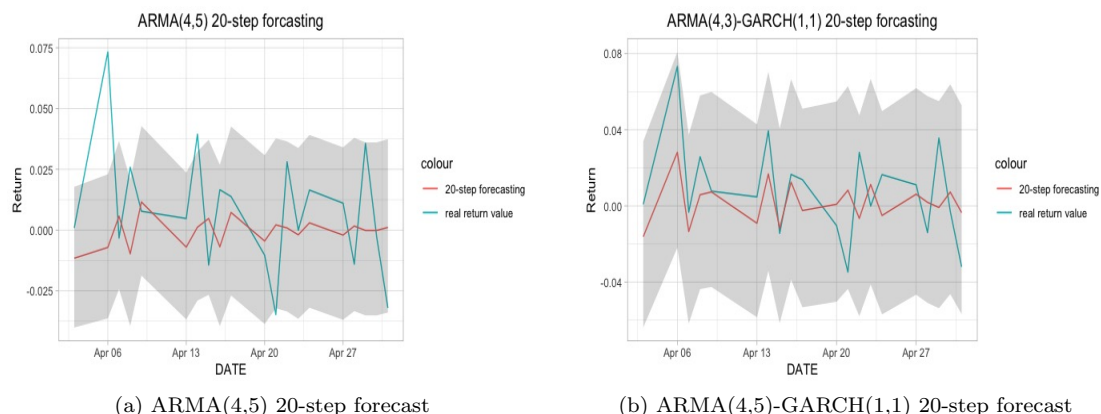 ARMA(4,5) 20-step forcasting
0.075
0.050
0.025
0.000
-0.025
Return
Apr 06
Apr 13
Apr 20
Apr 27
DATE
colour
20-step forecasting
real return value
(a) ARMA(4,5) 20-step forecast
ARMA(4,3)-GARCH(1,1) 20-step forcasting
0.08
0.04
0.00
-0.04
Return
Apr 06
Apr 13
Apr 20
Apr 27
DATE
colour
20-step forecasting
real return value
(b) ARMA(4,5)-GARCH(1,1) 20-step forecast